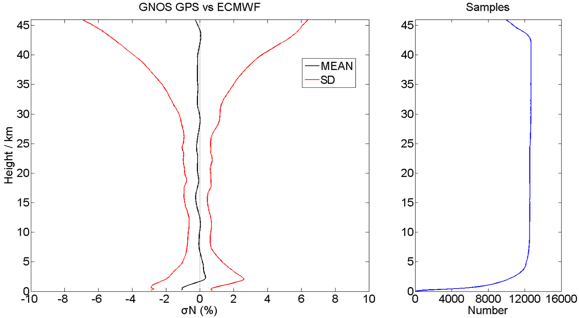 GNOS GPS vs ECMWF
Samples
45
40
35
30
25
20
15
10
5
0
Height / km
MEAN
SD
-10 -8 -6 -4 -2 0 2 4 6 8 10
σN (%)
45
40
35
30
25
20
15
10
5
0
0 4000 8000 12000 16000
Number